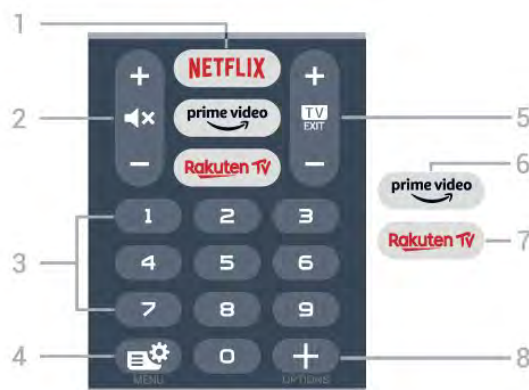 1
NETFLIX
2
prime video
TV
EXIT
5
Rakuten TV
6
prime video
Rakuten TV
7
3
1 2 3
4 5 6
7 8 9
4
MENU
0
OPTIONS
8